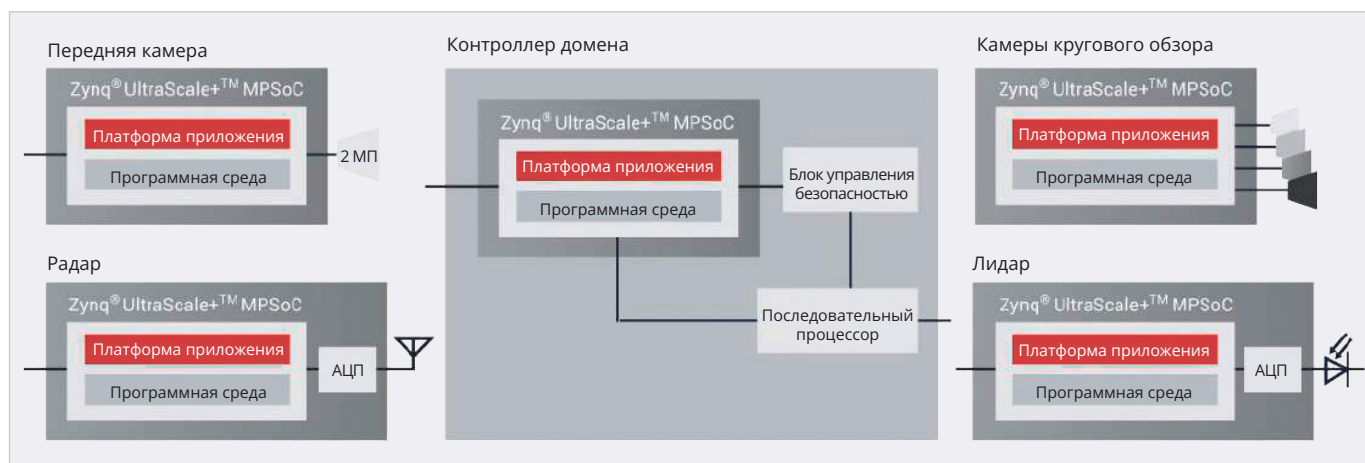 Передняя камера
Zynq® UltraScale+™ MPSoC
Платформа приложения
Программная среда
2 МП
Радар
Zynq® UltraScale+™ MPSoC
Платформа приложения
Программная среда
АЦП
Контроллер домена
Zynq® UltraScale+™ MPSoC
Платформа приложения
Программная среда
Блок управления
безопасностью
Последовательный
процессор
Камеры кругового обзора
Zynq® UltraScale+™ MPSoC
Платформа приложения
Программная среда
Лидар
Zynq® UltraScale+™ MPSoC
Платформа приложения
Программная среда
АЦП